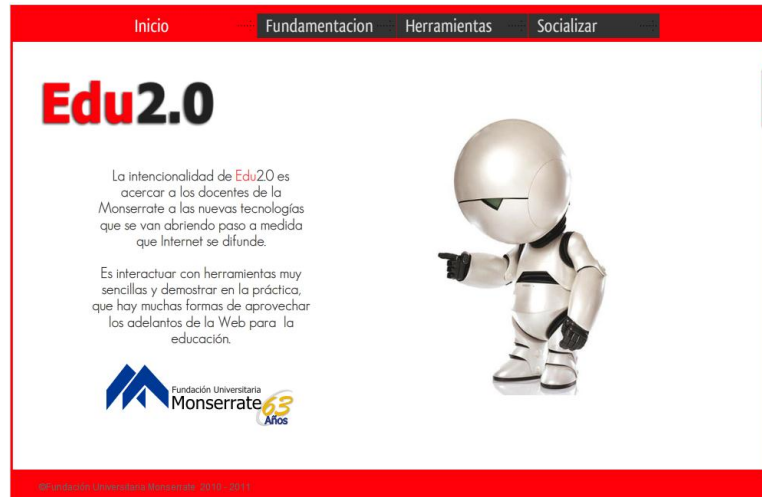 Inicio Fundamentacion Herramientas Socializar
Edu2.0
La intencionalidad de Edu2.0 es
acercar a los docentes de la
Monserrate a las nuevas tecnologías
que se van abriendo paso a medida
que Internet se difunde.
Es interactuar con herramientas muy
sencillas y demostrar en la práctica,
que hay muchas formas de aprovechar
los adelantos de la Web para la
educación.
Fundación Universitaria
Monserrate 63
Años
©Fundación Universitaria Monserrate 2010 - 2011